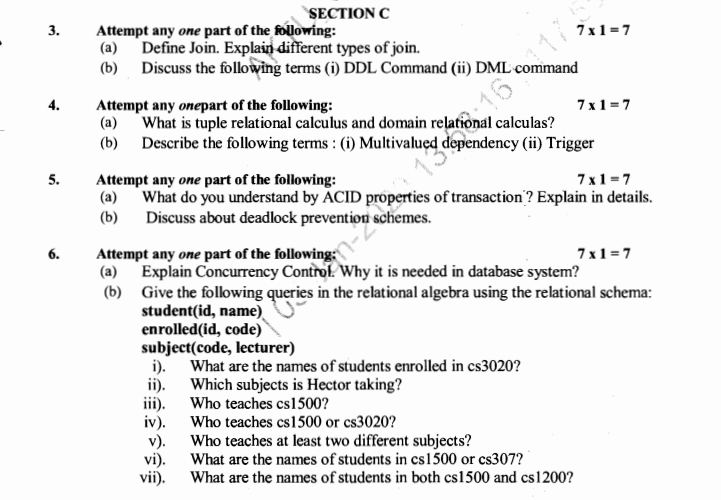 SECTION C
3. Attempt any one part of the following: 7 x 1 = 7
(a) Define Join. Explain different types of join.
(b) Discuss the following terms (i) DDL Command (ii) DML command
4. Attempt any onepart of the following: 7 x 1 = 7
(a) What is tuple relational calculus and domain relational calculas?
(b) Describe the following terms : (i) Multivalued dependency (ii) Trigger
5. Attempt any one part of the following: 7 x 1 = 7
(a) What do you understand by ACID properties of transaction ? Explain in details.
(b) Discuss about deadlock prevention schemes.
6. Attempt any one part of the following: 7 x 1 = 7
(a) Explain Concurrency Control. Why it is needed in database system?
(b) Give the following queries in the relational algebra using the relational schema:
student(id, name)
enrolled(id, code)
subject(code, lecturer)
i). What are the names of students enrolled in cs3020?
ii). Which subjects is Hector taking?
iii). Who teaches cs1500?
iv). Who teaches cs1500 or cs3020?
v). Who teaches at least two different subjects?
vi). What are the names of students in cs1500 or cs307?
vii). What are the names of students in both cs1500 and cs1200?